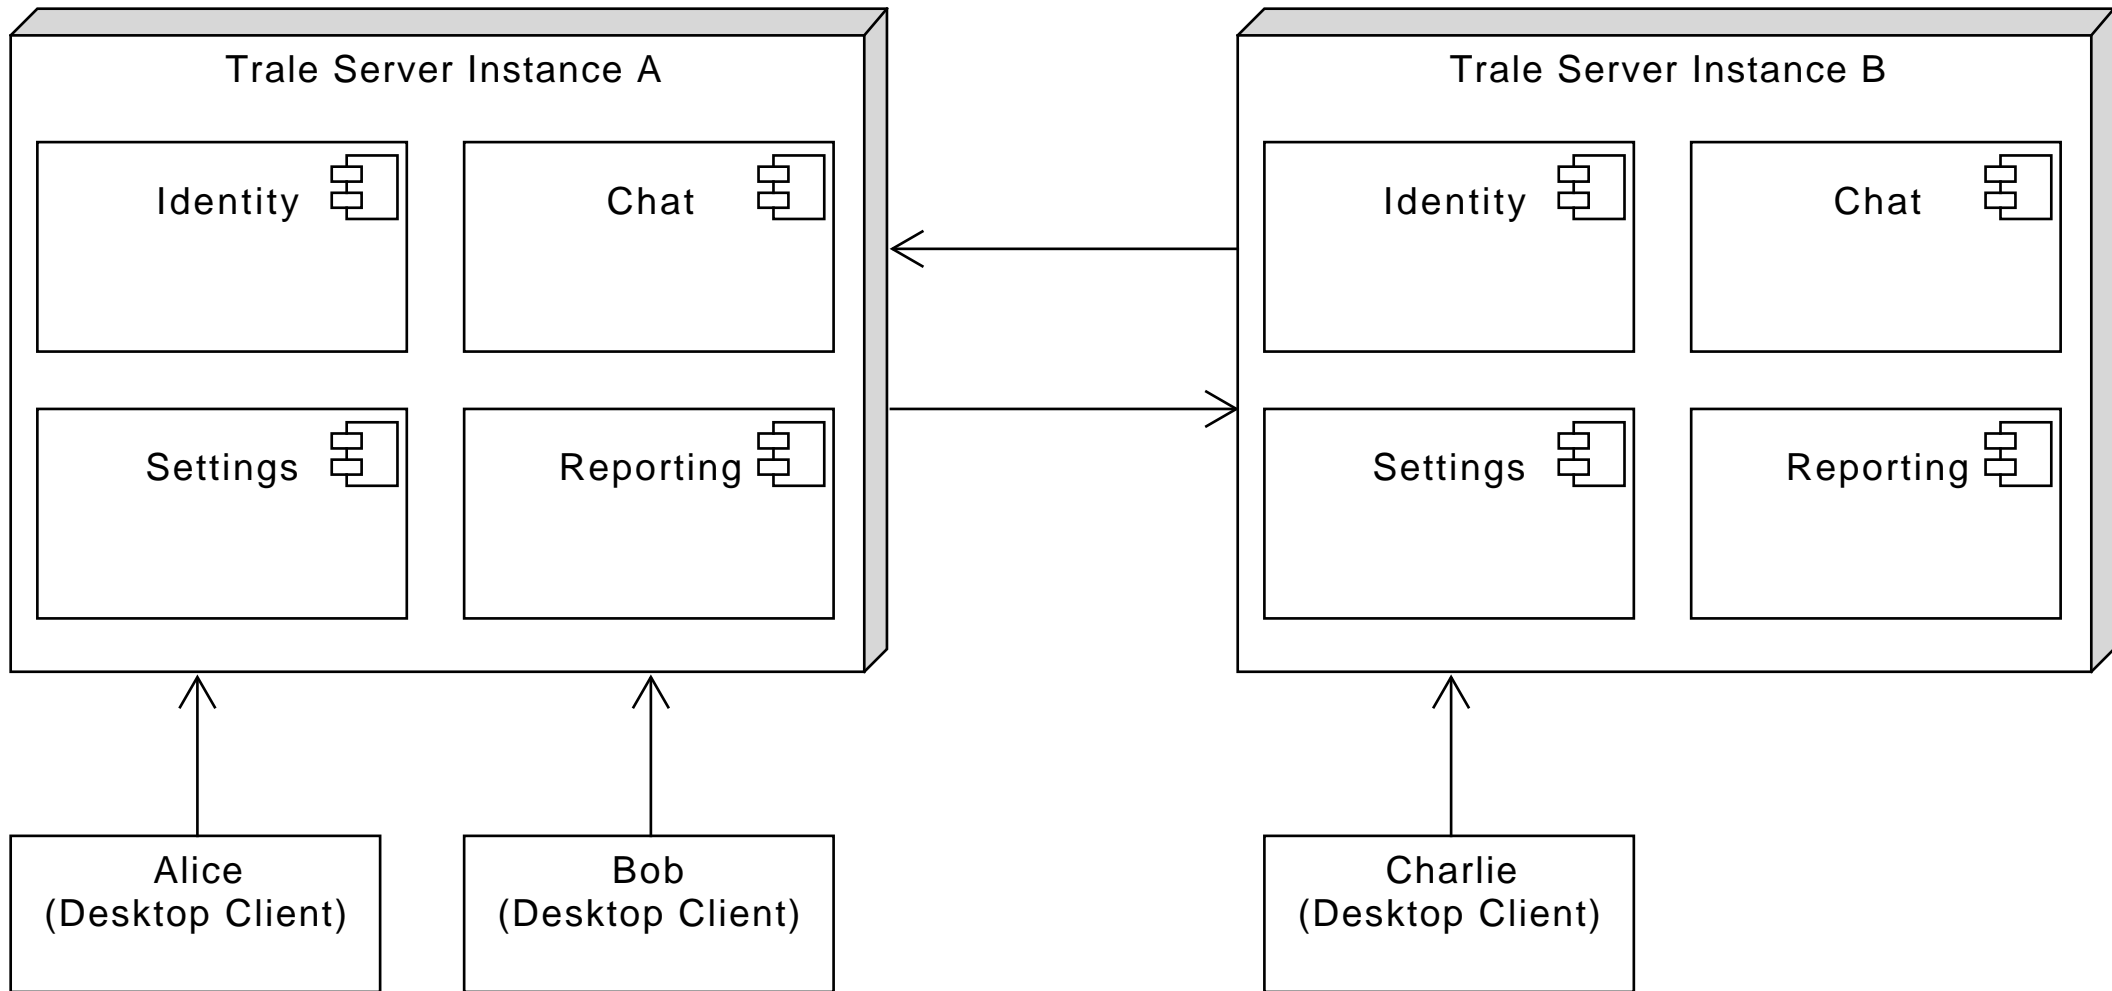 Trale Server Instance A
Trale Server Instance B
Identity
Chat
Identity
Chat
Settings
Reporting
Settings
Reporting
Alice
(Desktop Client)
Bob
(Desktop Client)
Charlie
(Desktop Client)